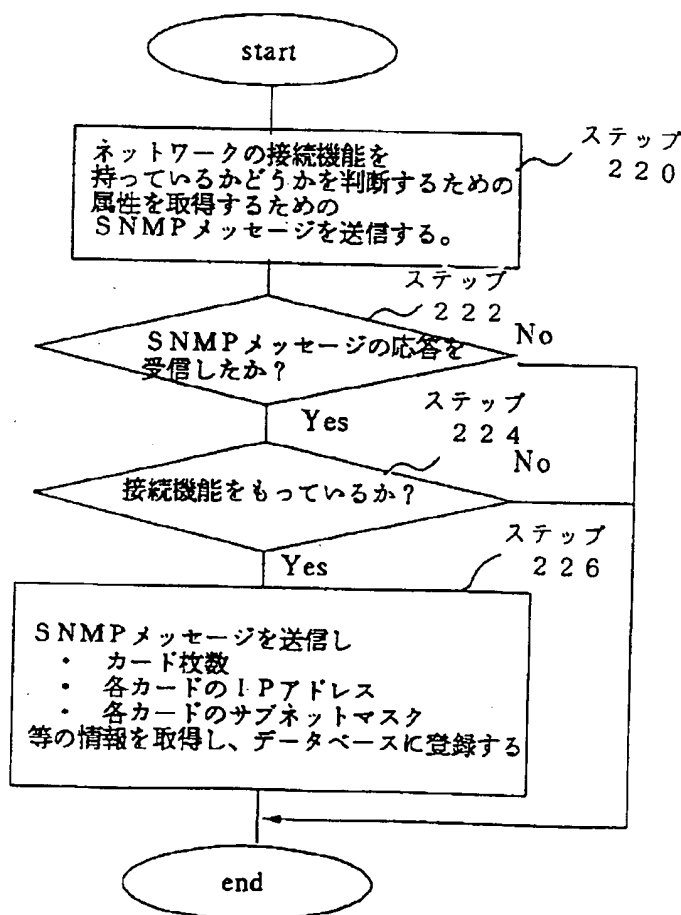 start
ネットワークの接続機能を
持っているかどうかを判断するための
属性を取得するための
SNMPメッセージを送信する。
ステップ
220
ステップ
222
SNMPメッセージの応答を
受信したか?
No
Yes
ステップ
224
接続機能をもっているか?
No
Yes
ステップ
226
SNMPメッセージを送信し
・ カード枚数
・ 各カードのIPアドレス
・ 各カードのサブネットマスク
等の情報を取得し、データベースに登録する
end